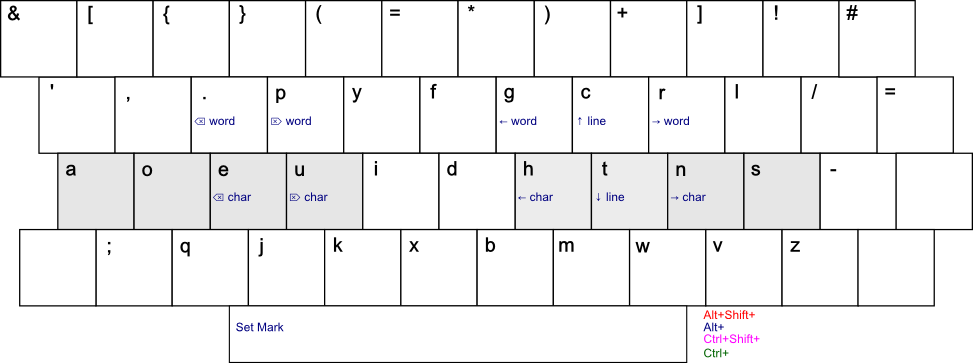 & [ { } ( = * ) + ] ! #
' , . p y f g c r l / =
⌫ word ⌦ word ← word ↑ line → word
a o e u i d h t n s -
⌫ char ⌦ char ← char ↓ line → char
; q j k x b m w v z
Set Mark
Alt+Shift+
Alt+
Ctrl+Shift+
Ctrl+